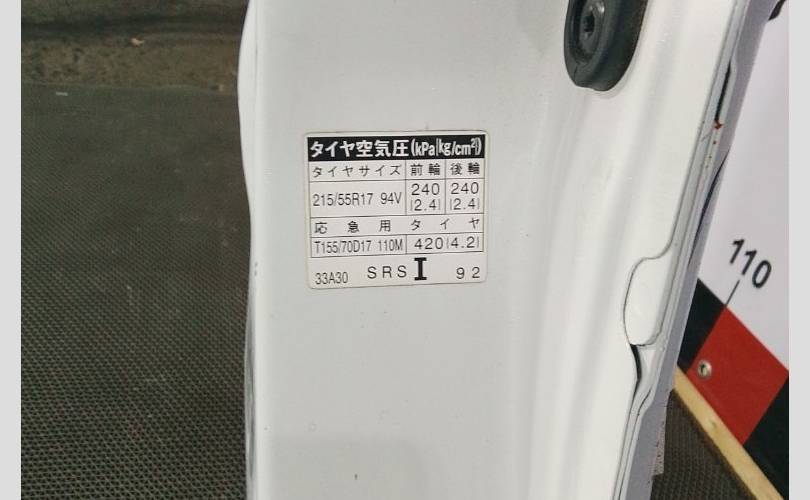 タイヤ空気圧(kPa{kg/cm²})
タイヤサイズ 前輪 後輪
215/55R17 94V 240{2.4} 240{2.4}
応急用タイヤ
T155/70D17 110M 420{4.2}
33A30 SRS I 92
110